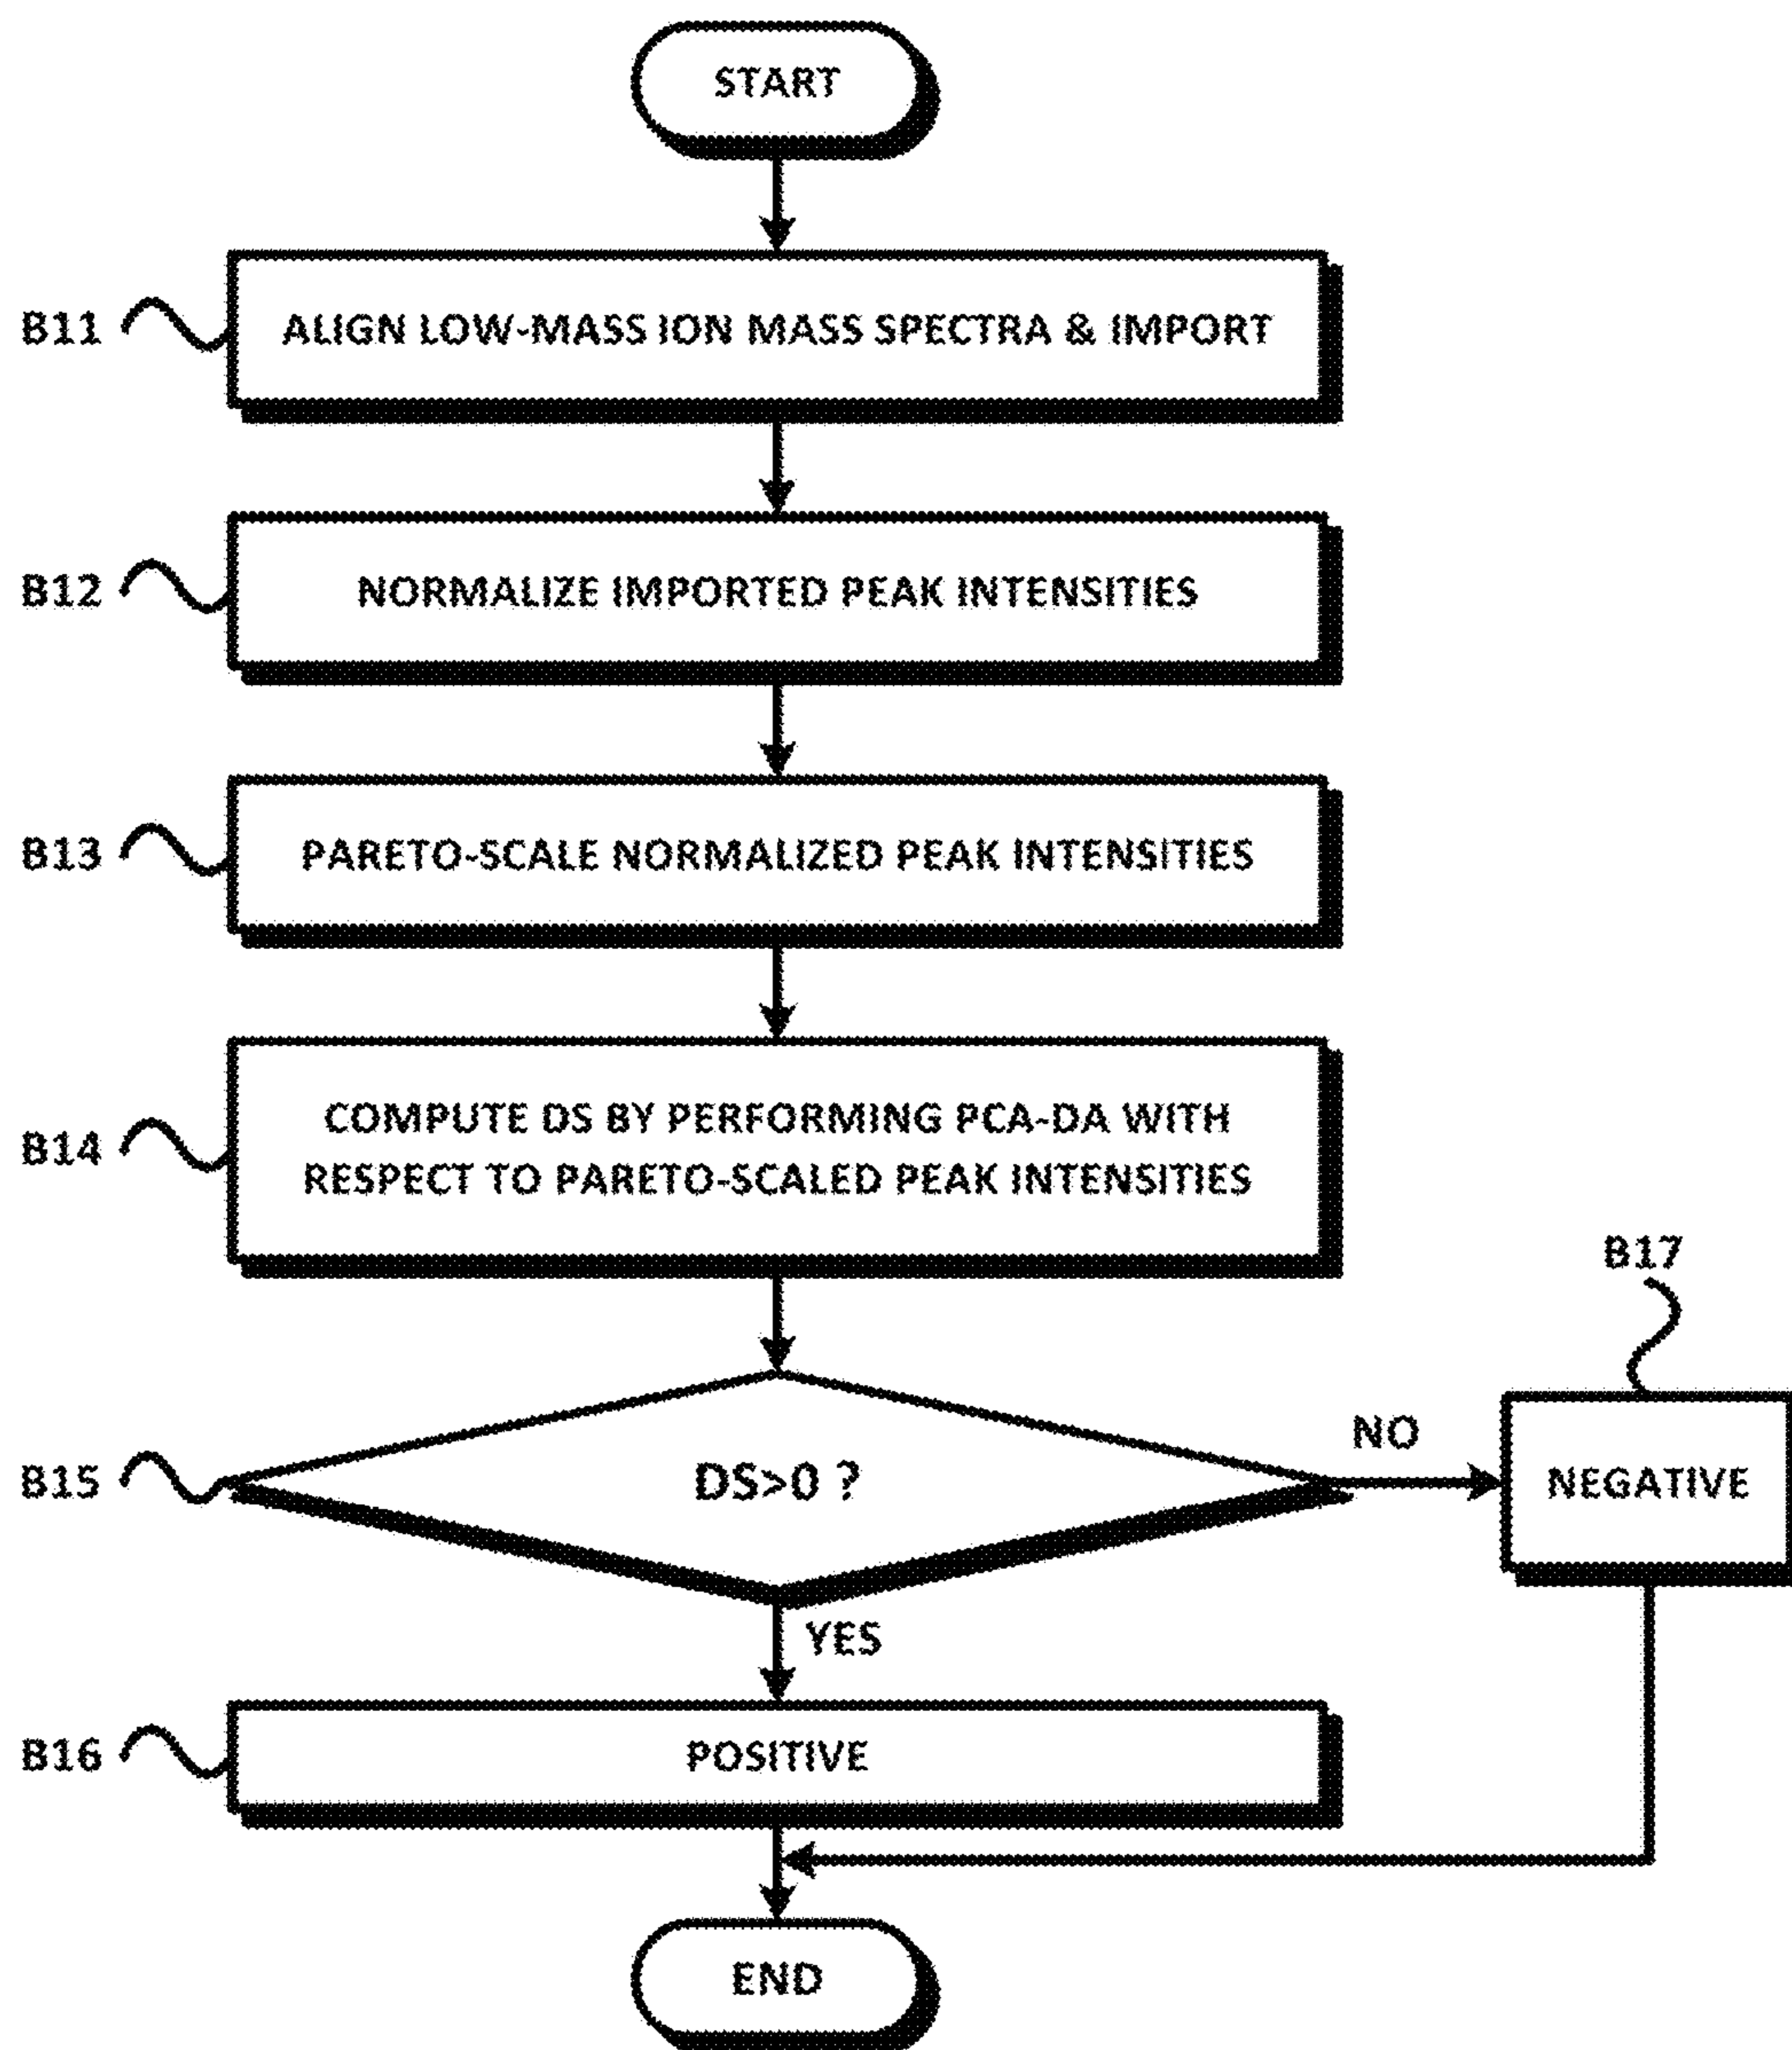 START
B11
ALIGN LOW-MASS ION MASS SPECTRA & IMPORT
B12
NORMALIZE IMPORTED PEAK INTENSITIES
B13
PARETO-SCALE NORMALIZED PEAK INTENSITIES
B14
COMPUTE DS BY PERFORMING PCA-DA WITH
RESPECT TO PARETO-SCALED PEAK INTENSITIES
B17
B15
DS>0 ?
NO
NEGATIVE
YES
B16
POSITIVE
END